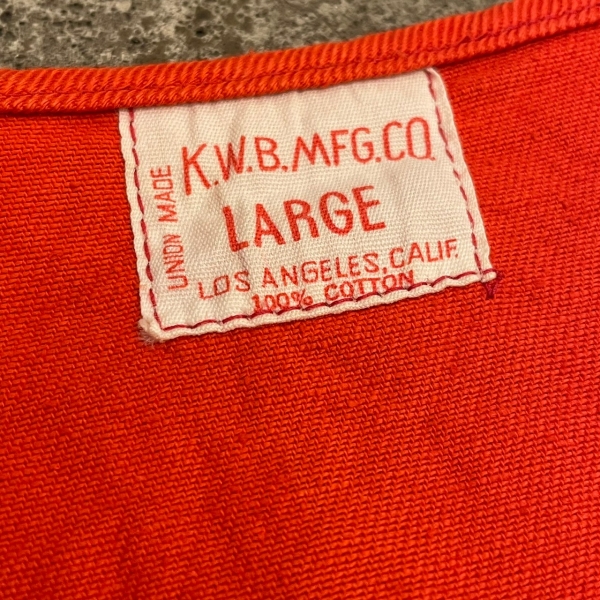 UNION MADE
K.W.B.MFG.CO.
LARGE
LOS ANGELES, CALIF.
100% COTTON